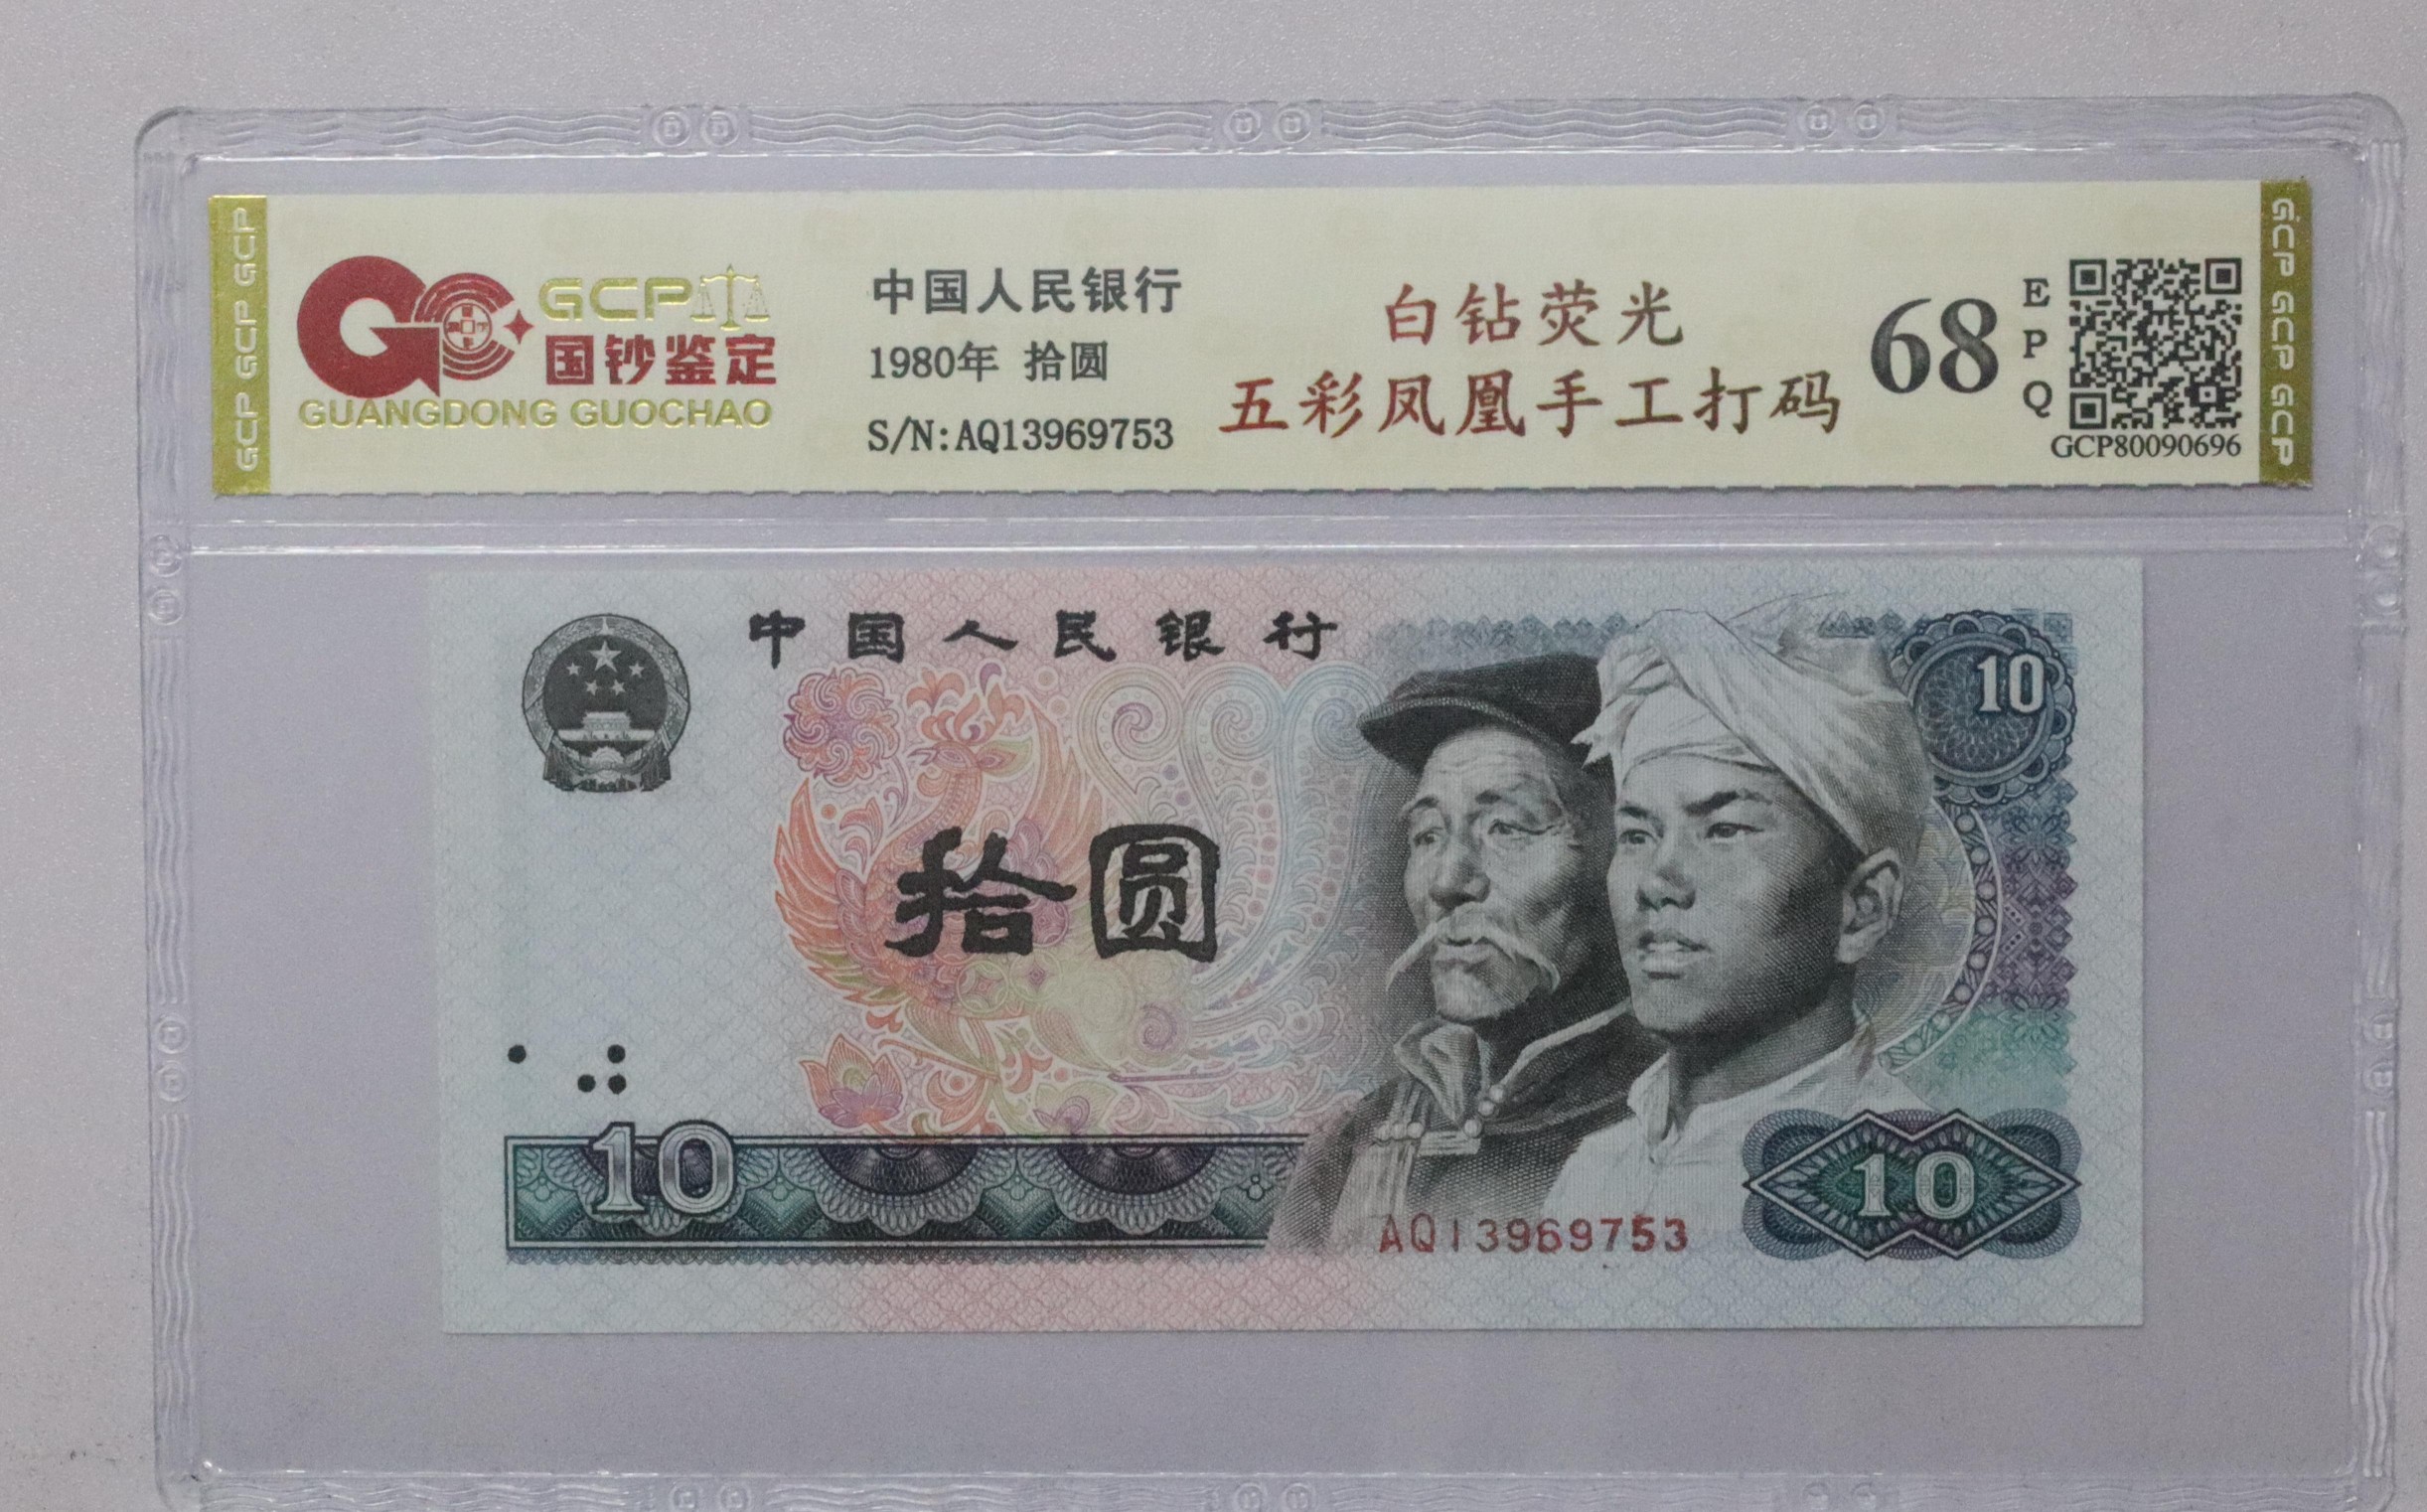 GCP GCP GCP
GCP
国钞鉴定
GUANGDONG GUOCHAO
中国人民银行
1980年 拾圆
S/N:AQ13969753
白钻荧光
五彩凤凰手工打码
68
E
P
Q
GCP80090696
GCP GCP GCP
中国人民银行
10
拾圆
10
10
AQ13969753